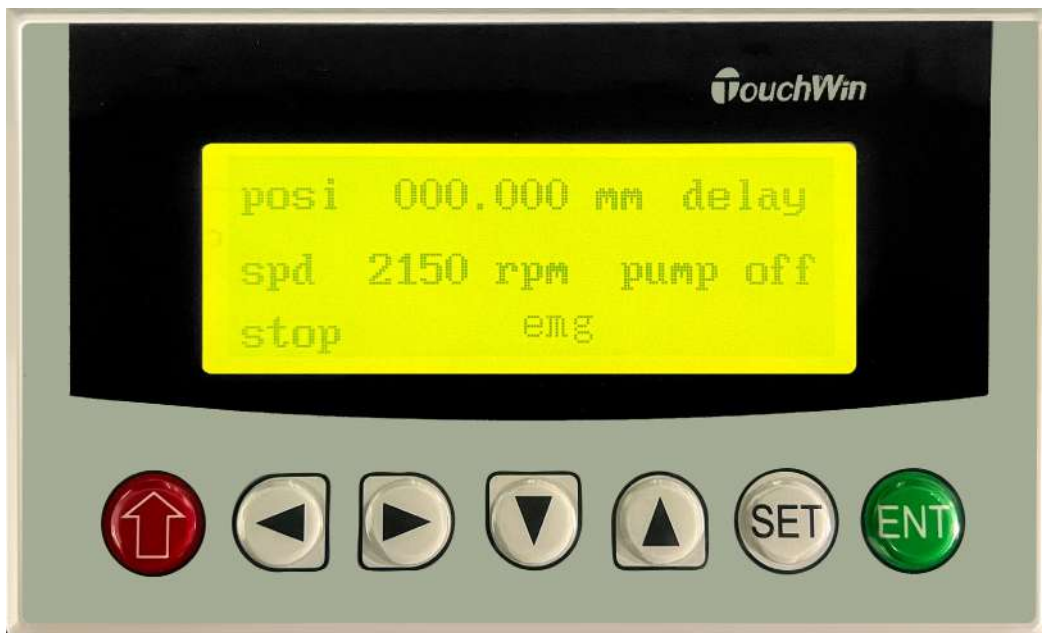 TouchWin
posi 000.000 mm delay
spd 2150 rpm pump off
stop emg
SET ENT